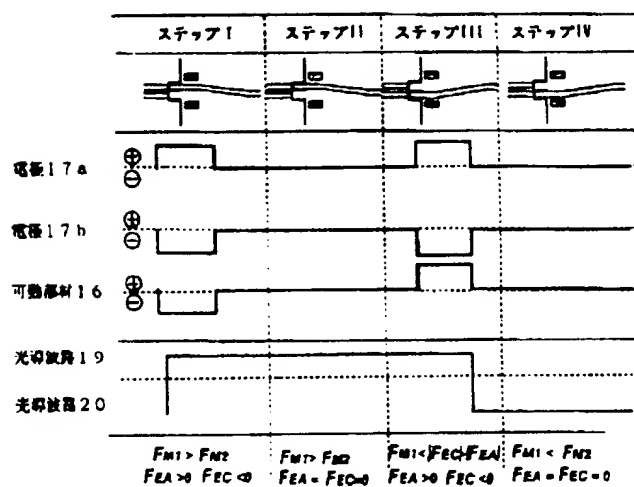 ステップI ステップII ステップIII ステップIV
電極17a ⊕
⊖
電極17b ⊕
⊖
可動部材16 ⊕
⊖
光導波路19
光導波路20
FM1 > FM2 FM1> FM2 FM1<|FEC|-|FEA| FM1 < FM2
FEA >0 FEC <0 FEA = FEC=0 FEA >0 FEC <0 FEA = FEC = 0